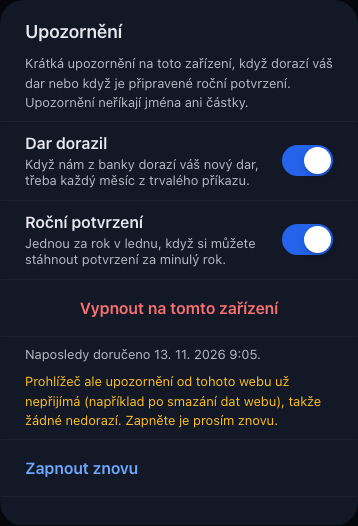 Upozornění
Krátká upozornění na toto zařízení, když dorazí váš
dar nebo když je připravené roční potvrzení.
Upozornění neříkají jména ani částky.
Dar dorazil
Když nám z banky dorazí váš nový dar,
třeba každý měsíc z trvalého příkazu.
Roční potvrzení
Jednou za rok v lednu, když si můžete
stáhnout potvrzení za minulý rok.
Vypnout na tomto zařízení
Naposledy doručeno 13. 11. 2026 9:05.
Prohlížeč ale upozornění od tohoto webu už
nepřijímá (například po smazání dat webu), takže
žádné nedorazí. Zapněte je prosím znovu.
Zapnout znovu